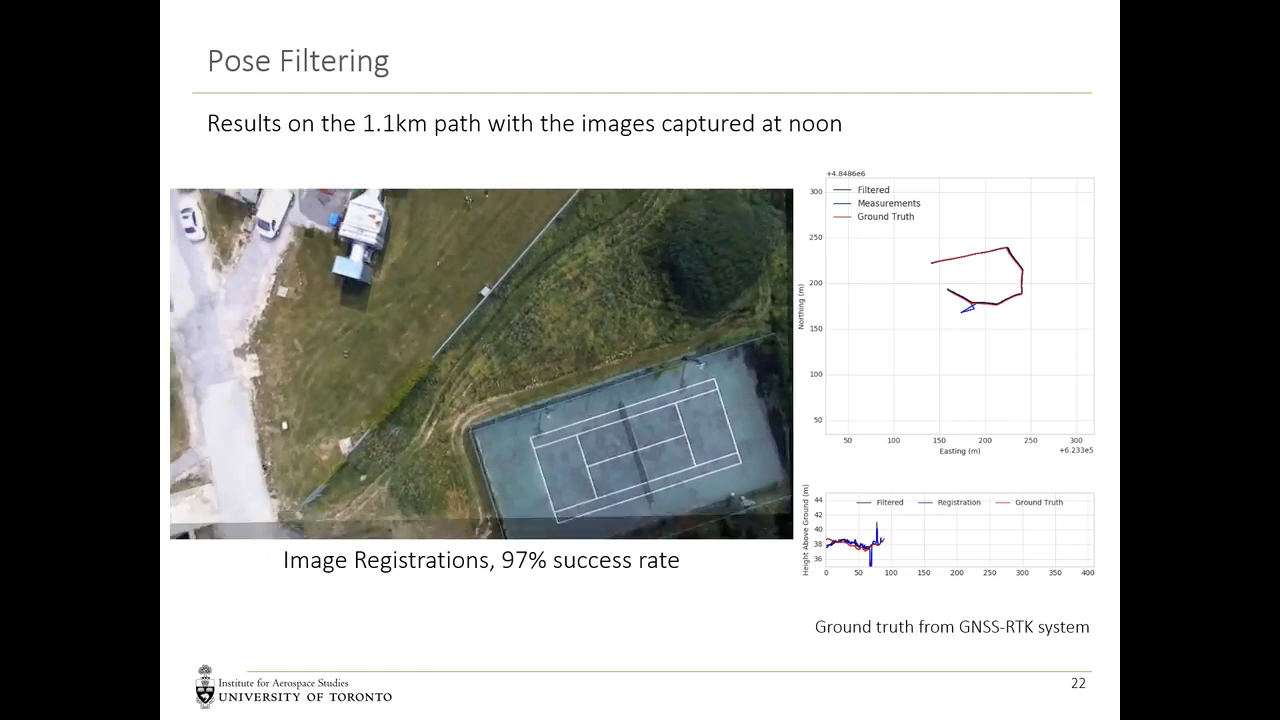 Pose Filtering
Results on the 1.1km path with the images captured at noon
+4.8486e6
Filtered
Measurements
Ground Truth
300
250
200
150
100
50
Northing (m)
50 100 150 200 250 300
Easting (m)
+6.233e5
Filtered Registration Ground Truth
44
42
40
38
36
Height Above Ground (m)
0 50 100 150 200 250 300 350 400
Image Registrations, 97% success rate
Ground truth from GNSS-RTK system
Institute for Aerospace Studies
UNIVERSITY OF TORONTO
22